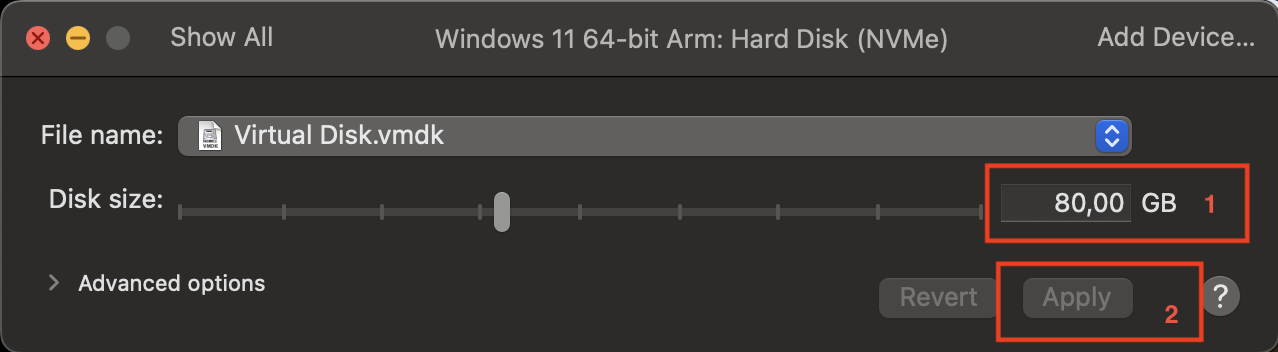 Show All Windows 11 64-bit Arm: Hard Disk (NVMe) Add Device...
File name: Virtual Disk.vmdk
Disk size: 80,00 GB 1
Advanced options
Revert Apply 2 ?